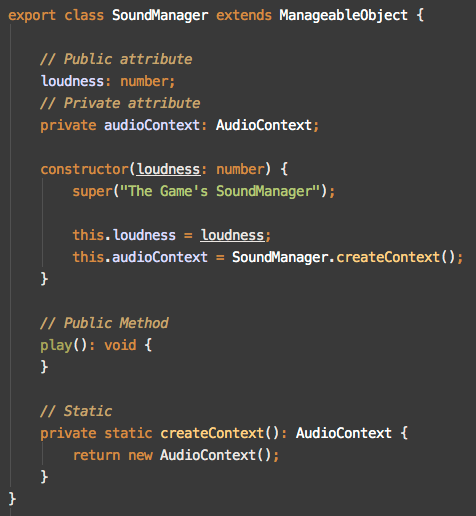 export class SoundManager extends ManageableObject {
// Public attribute
loudness: number;
// Private attribute
private audioContext: AudioContext;
constructor(loudness: number) {
super("The Game's SoundManager");
this.loudness = loudness;
this.audioContext = SoundManager.createContext();
}
// Public Method
play(): void {
}
// Static
private static createContext(): AudioContext {
return new AudioContext();
}
}